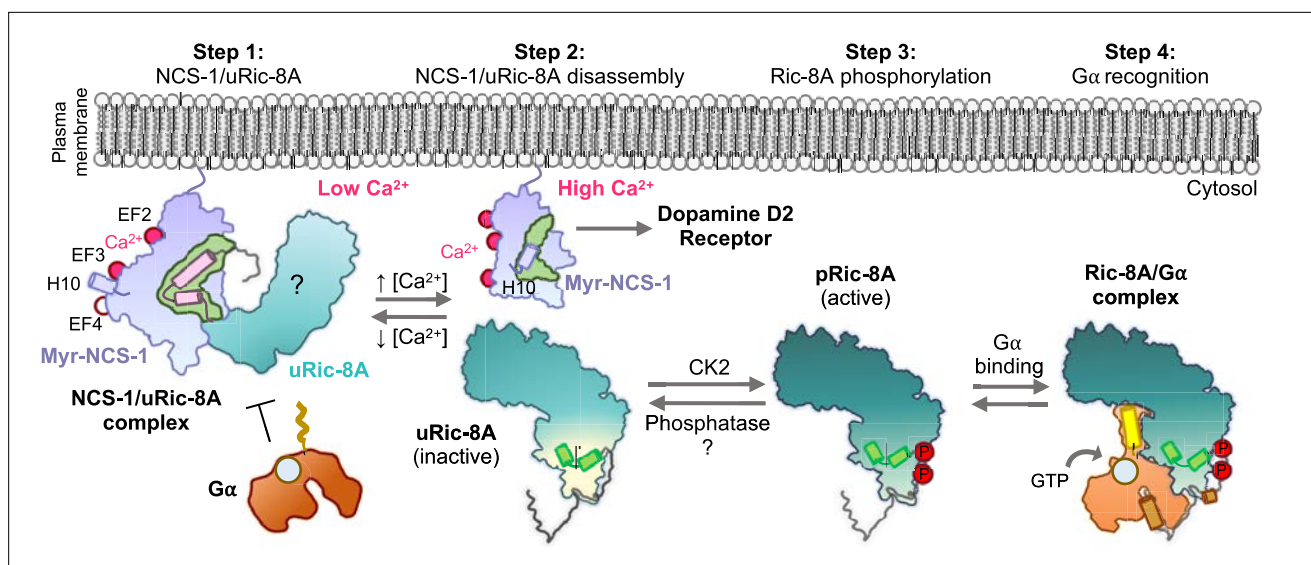 Step 1:
NCS-1/uRic-8A
Step 2:
NCS-1/uRic-8A disassembly
Step 3:
Ric-8A phosphorylation
Step 4:
Gα recognition
Plasma
membrane
Cytosol
Low Ca²⁺
High Ca²⁺
EF2
Ca²⁺
EF3
H10
EF4
Myr-NCS-1
?
uRic-8A
NCS-1/uRic-8A
complex
Gα
↑ [Ca²⁺]
↓ [Ca²⁺]
Ca²⁺
H10
Myr-NCS-1
Dopamine D2
Receptor
uRic-8A
(inactive)
CK2
Phosphatase
?
pRic-8A
(active)
P
P
Gα
binding
Ric-8A/Gα
complex
GTP
P
P